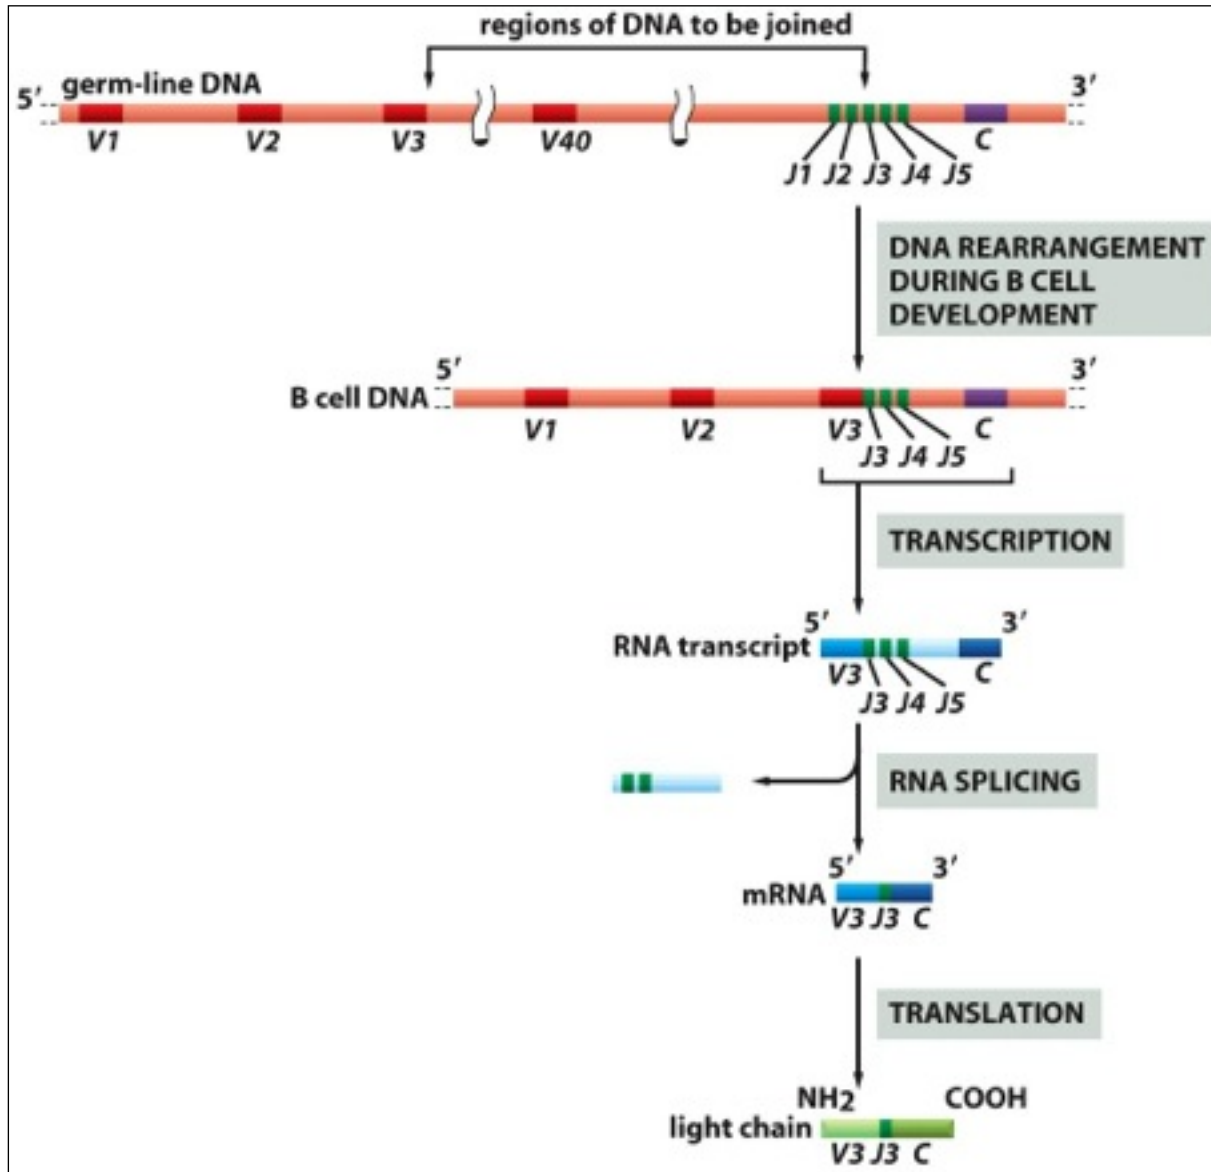 regions of DNA to be joined
germ-line DNA
5′ 3′
V1 V2 V3 V40 C
J1 J2 J3 J4 J5
DNA REARRANGEMENT
DURING B CELL
DEVELOPMENT
5′ 3′
B cell DNA
V1 V2 V3 C
J3 J4 J5
TRANSCRIPTION
5′ 3′
RNA transcript
V3 C
J3 J4 J5
RNA SPLICING
5′ 3′
mRNA
V3 J3 C
TRANSLATION
NH2 COOH
light chain
V3 J3 C